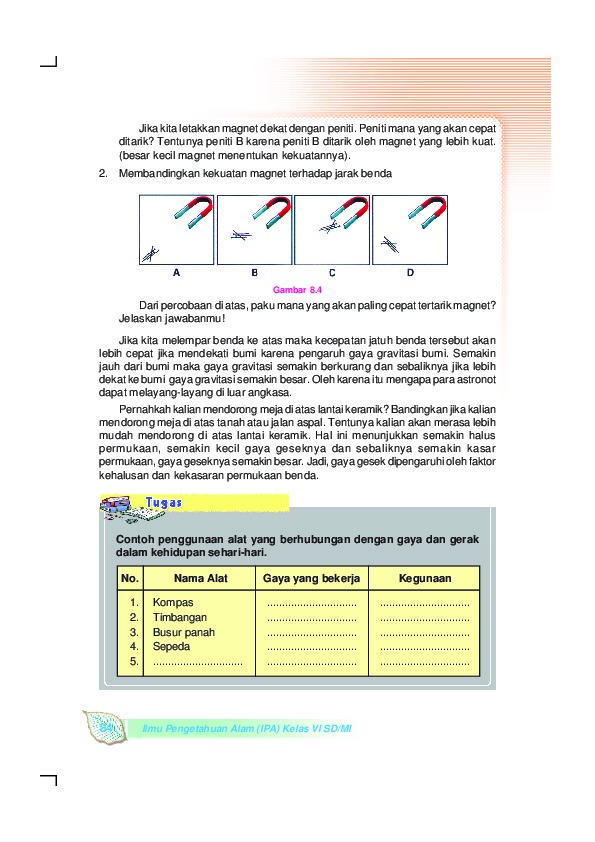 Jika kita letakkan magnet dekat dengan peniti. Peniti mana yang akan cepat
ditarik? Tentunya peniti B karena peniti B ditarik oleh magnet yang lebih kuat.
(besar kecil magnet menentukan kekuatannya).
2. Membandingkan kekuatan magnet terhadap jarak benda
A B C D
Gambar 8.4
Dari percobaan di atas, paku mana yang akan paling cepat tertarik magnet?
Jelaskan jawabanmu!
Jika kita melempar benda ke atas maka kecepatan jatuh benda tersebut akan
lebih cepat jika mendekati bumi karena pengaruh gaya gravitasi bumi. Semakin
jauh dari bumi maka gaya gravitasi semakin berkurang dan sebaliknya jika lebih
dekat ke bumi gaya gravitasi semakin besar. Oleh karena itu mengapa para astronot
dapat melayang-layang di luar angkasa.
Pernahkah kalian mendorong meja di atas lantai keramik? Bandingkan jika kalian
mendorong meja di atas tanah atau jalan aspal. Tentunya kalian akan merasa lebih
mudah mendorong di atas lantai keramik. Hal ini menunjukkan semakin halus
permukaan, semakin kecil gaya geseknya dan sebaliknya semakin kasar
permukaan, gaya geseknya semakin besar. Jadi, gaya gesek dipengaruhi oleh faktor
kehalusan dan kekasaran permukaan benda.
Tugas
Contoh penggunaan alat yang berhubungan dengan gaya dan gerak
dalam kehidupan sehari-hari.
No. Nama Alat Gaya yang bekerja Kegunaan
1. Kompas .............................. ..............................
2. Timbangan .............................. ..............................
3. Busur panah .............................. ..............................
4. Sepeda .............................. ..............................
5. .............................. .............................. ..............................
84 Ilmu Pengetahuan Alam (IPA) Kelas VI SD/MI